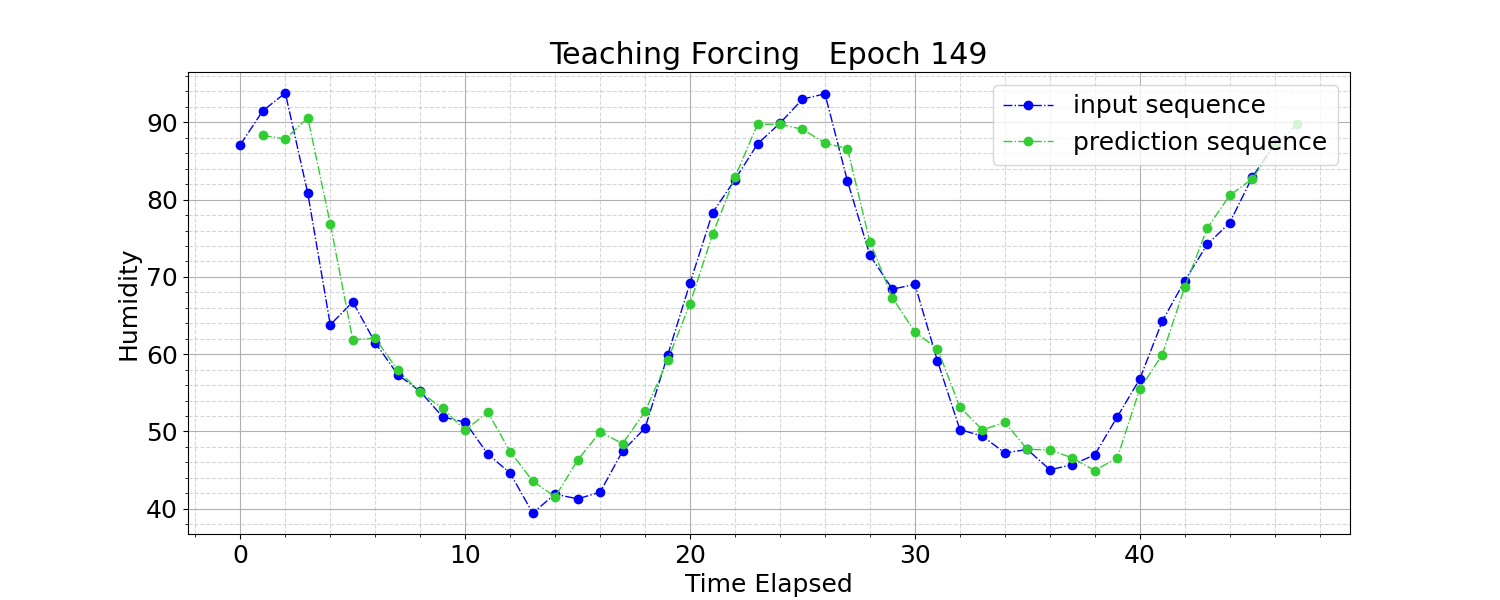 Teaching Forcing   Epoch 149
input sequence
prediction sequence
Humidity
90
80
70
60
50
40
0 10 20 30 40
Time Elapsed